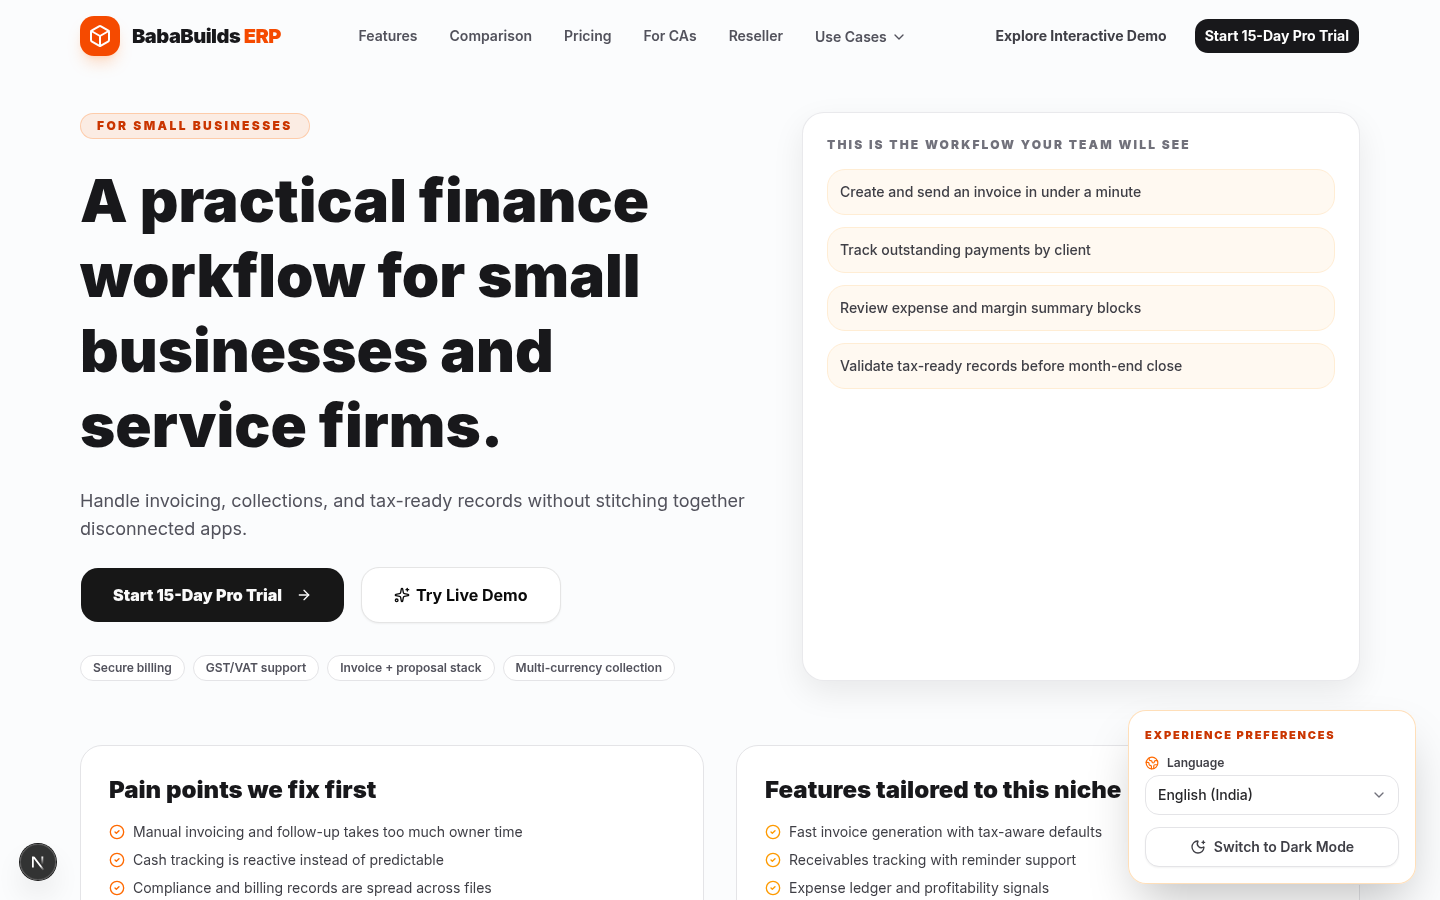 BabaBuilds ERP
Features
Comparison
Pricing
For CAs
Reseller
Use Cases
Explore Interactive Demo
Start 15-Day Pro Trial
FOR SMALL BUSINESSES
A practical finance
workflow for small
businesses and
service firms.
Handle invoicing, collections, and tax-ready records without stitching together
disconnected apps.
Start 15-Day Pro Trial
Try Live Demo
Secure billing
GST/VAT support
Invoice + proposal stack
Multi-currency collection
THIS IS THE WORKFLOW YOUR TEAM WILL SEE
Create and send an invoice in under a minute
Track outstanding payments by client
Review expense and margin summary blocks
Validate tax-ready records before month-end close
Pain points we fix first
Manual invoicing and follow-up takes too much owner time
Cash tracking is reactive instead of predictable
Compliance and billing records are spread across files
Features tailored to this niche
Fast invoice generation with tax-aware defaults
Receivables tracking with reminder support
Expense ledger and profitability signals
EXPERIENCE PREFERENCES
Language
English (India)
Switch to Dark Mode
N